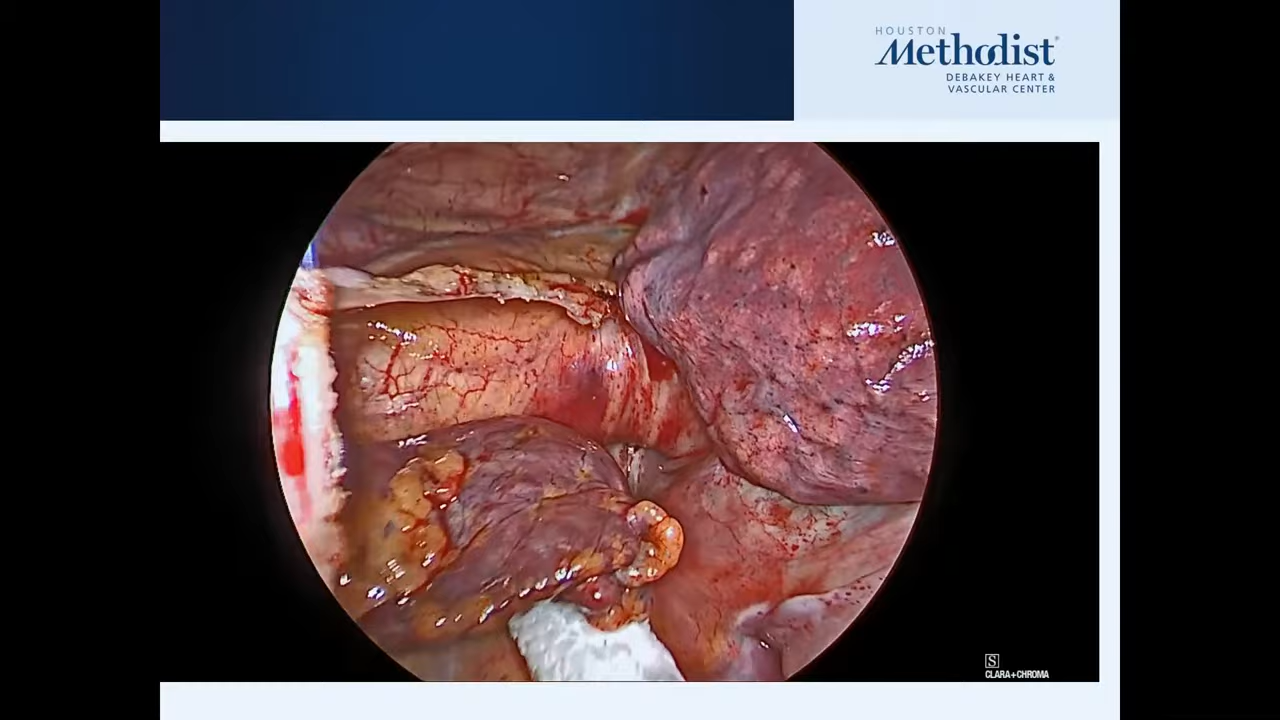 HOUSTON
Methodist®
DEBAKEY HEART &
VASCULAR CENTER
S
CLARA+CHROMA